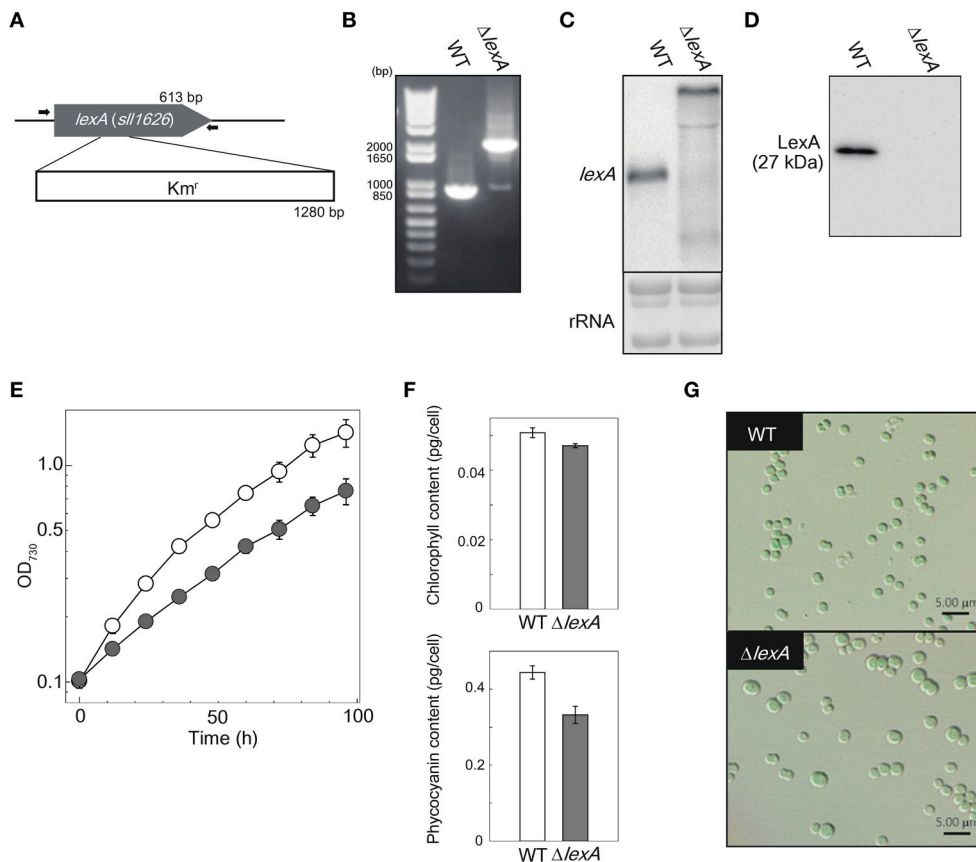 A
613 bp
lexA (sll1626)
Kmʳ
1280 bp
B
WT
ΔlexA
(bp)
2000
1650
1000
850
C
WT
ΔlexA
lexA
rRNA
D
WT
ΔlexA
LexA
(27 kDa)
E
OD₇₃₀
1.0
0.5
0.1
0
50
100
Time (h)
F
Chlorophyll content (pg/cell)
0.04
0.02
0
WT ΔlexA
Phycocyanin content (pg/cell)
0.4
0.2
0
WT ΔlexA
G
WT
5.00 μm
ΔlexA
5.00 μm